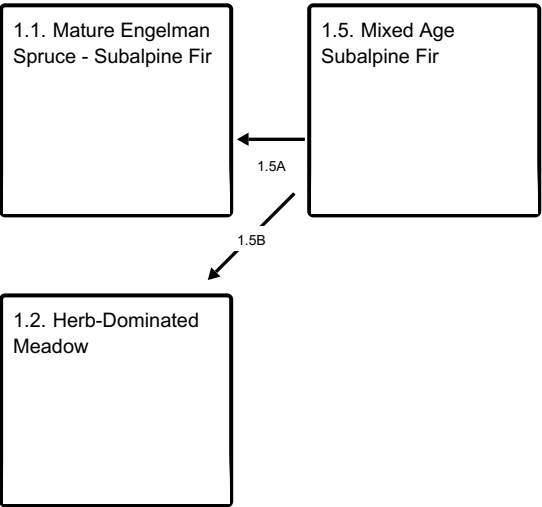 1.1. Mature Engelman
Spruce - Subalpine Fir
1.5. Mixed Age
Subalpine Fir
1.5A
1.5B
1.2. Herb-Dominated
Meadow